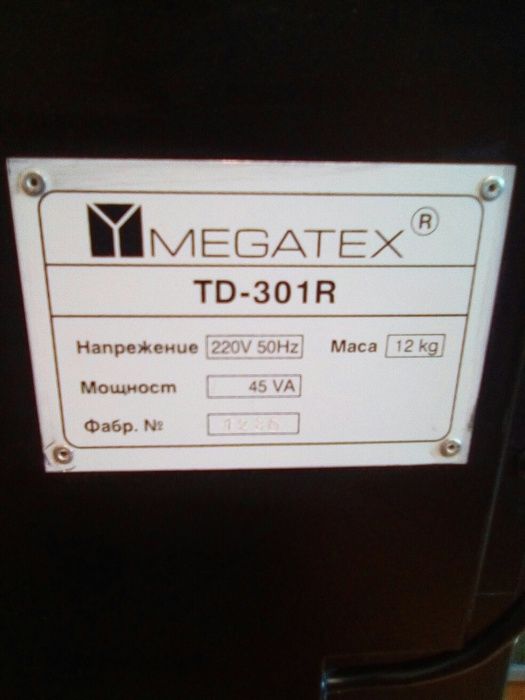 MEGATEX ®
TD-301R
Напрежение 220V 50Hz Маса 12 kg
Мощност 45 VA
Фабр. №